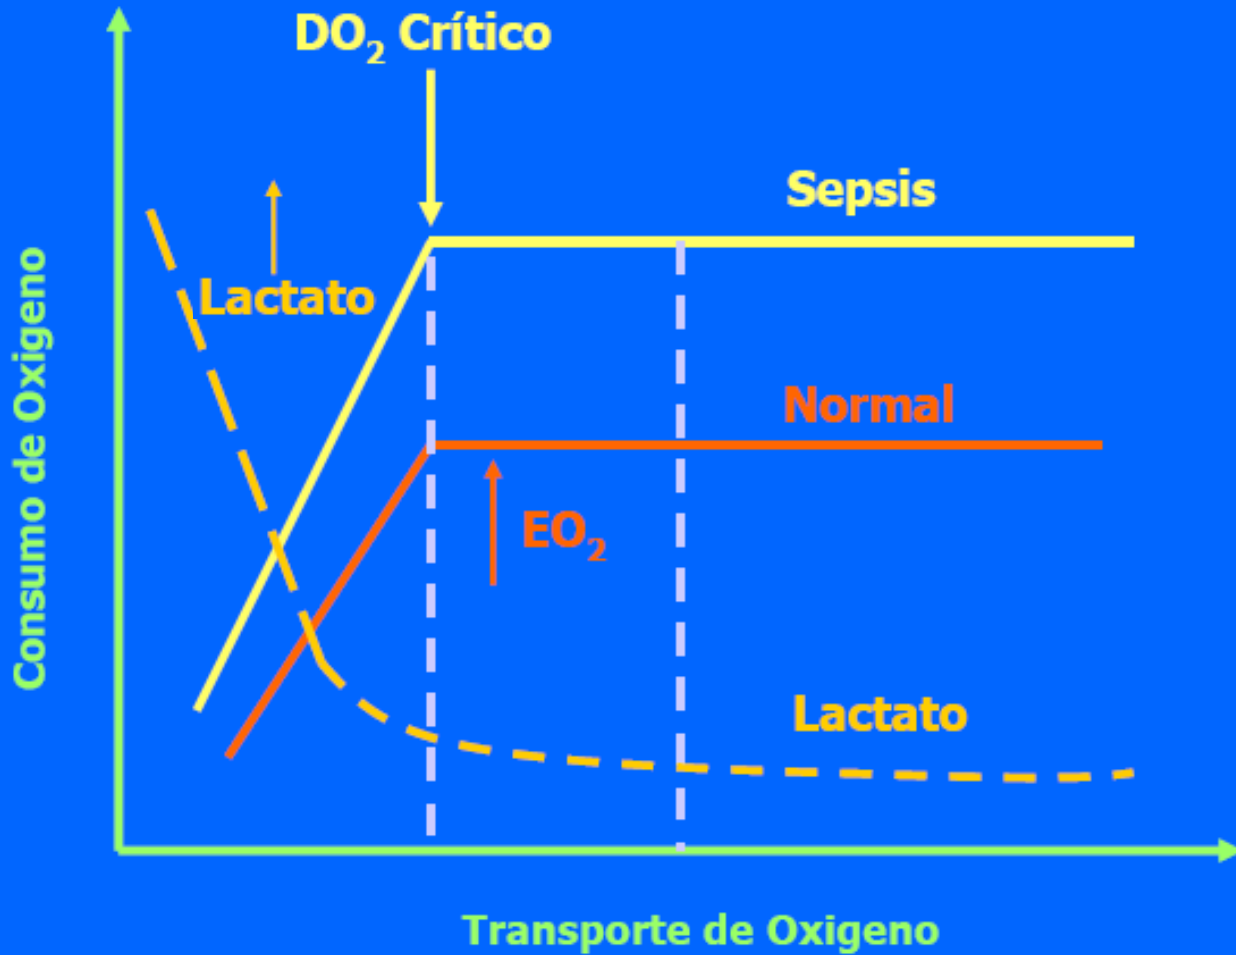 DO₂ Crítico
Sepsis
Lactato
Normal
EO₂
Lactato
Consumo de Oxigeno
Transporte de Oxigeno